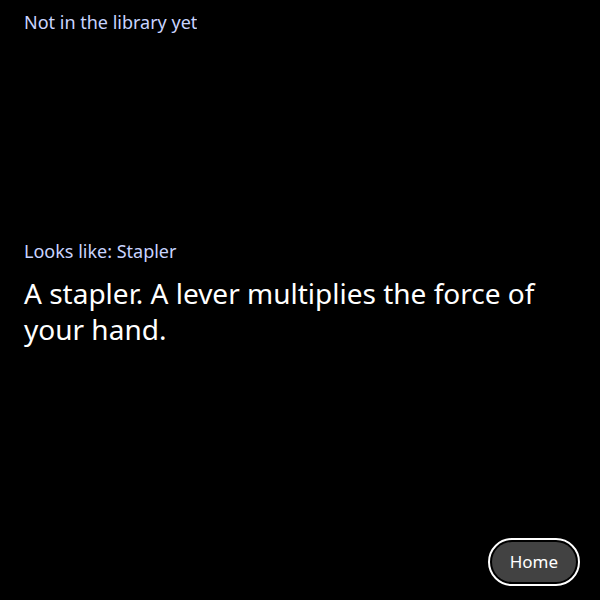 Not in the library yet
Looks like: Stapler
A stapler. A lever multiplies the force of
your hand.
Home